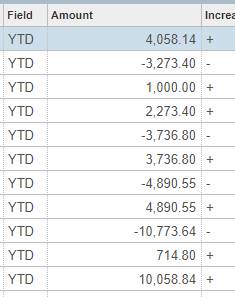 Field Amount Increa
YTD 4,058.14 +
YTD -3,273.40 -
YTD 1,000.00 +
YTD 2,273.40 +
YTD -3,736.80 -
YTD 3,736.80 +
YTD -4,890.55 -
YTD 4,890.55 +
YTD -10,773.64 -
YTD 714.80 +
YTD 10,058.84 +